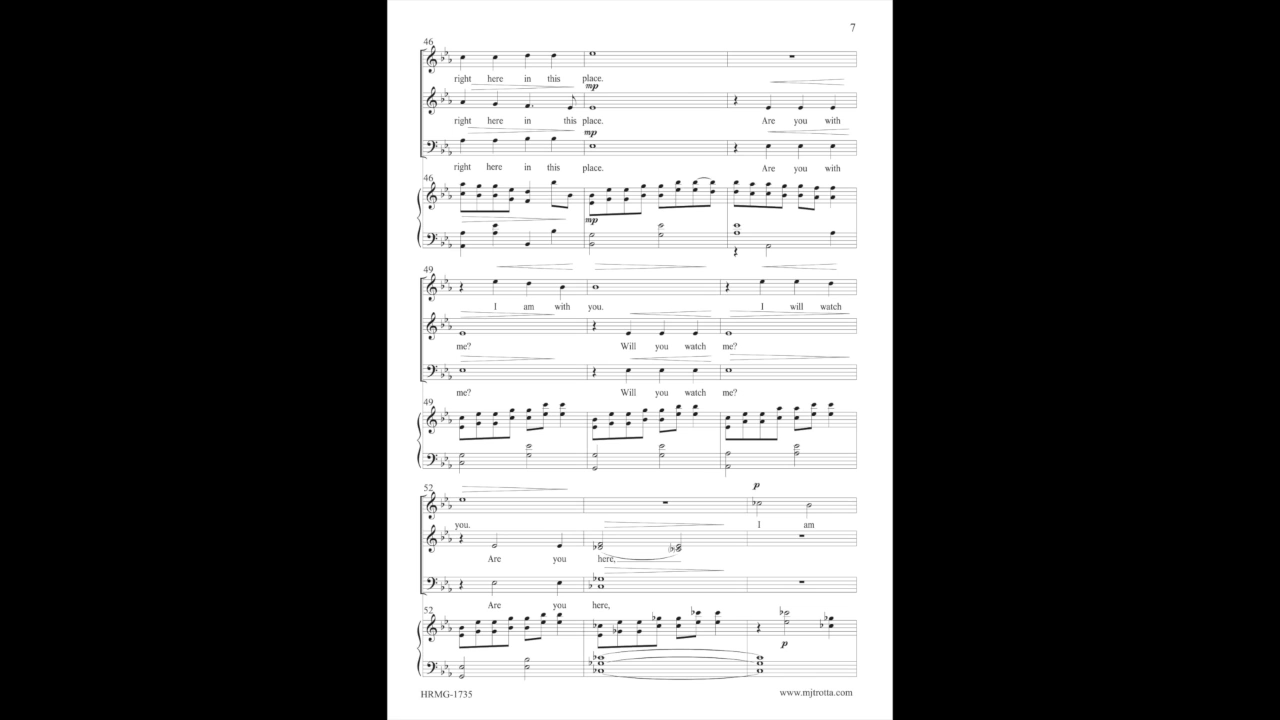 7
46
right here in this place.
mp
right here in this place. Are you with
mp
right here in this place. Are you with
46
mp
49
I am with you. I will watch
me? Will you watch me?
me? Will you watch me?
49
52
p
you. I am
Are you here,
Are you here,
52
p
HRMG-1735 www.mjtrotta.com